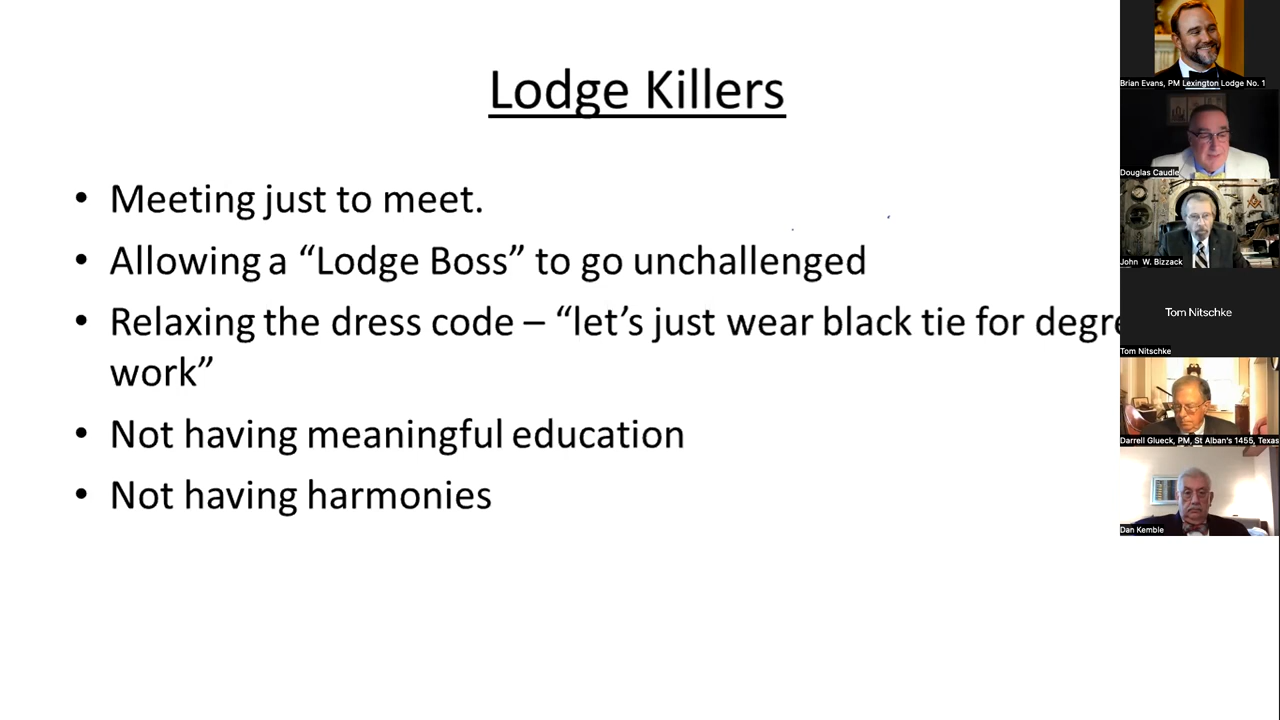 Lodge Killers
• Meeting just to meet.
• Allowing a “Lodge Boss” to go unchallenged
• Relaxing the dress code – “let’s just wear black tie for
work”
• Not having meaningful education
• Not having harmonies
Brian Evans, PM Lexington Lodge No. 1
Douglas Caudle
John W. Bizzack
Tom Nitschke
Tom Nitschke
Darrell Glueck, PM, St Alban's 1455, Texas
Dan Kemble